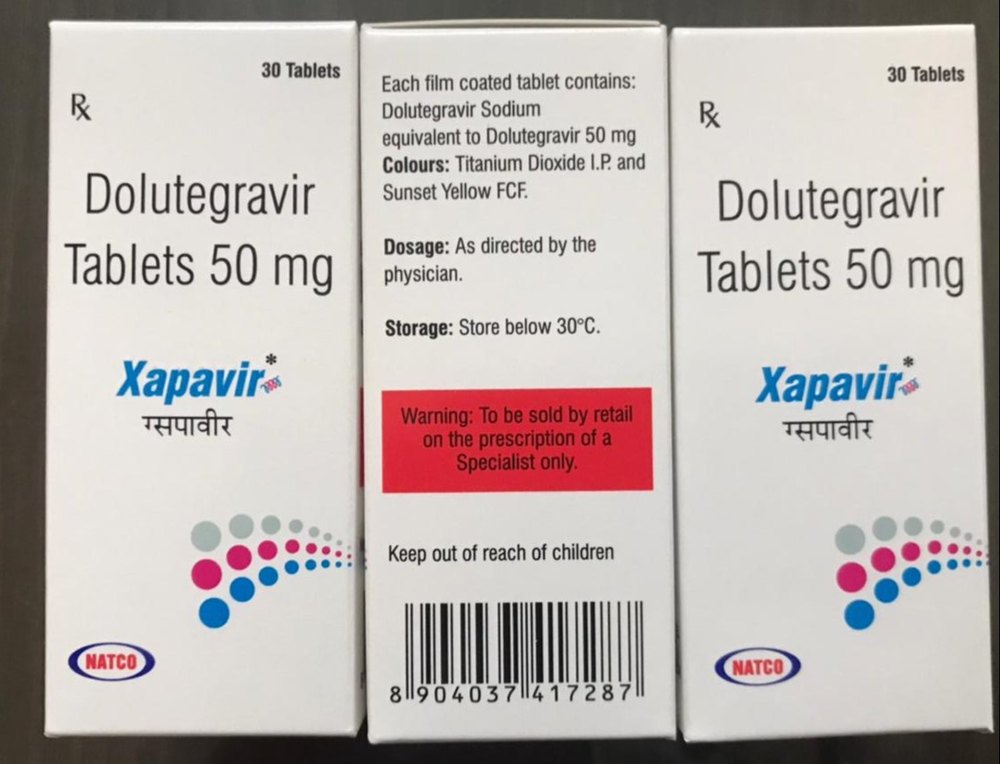 30 Tablets
Rx
Dolutegravir
Tablets 50 mg
Xapavir*
ग्सपावीर
NATCO
Each film coated tablet contains:
Dolutegravir Sodium
equivalent to Dolutegravir 50 mg
Colours: Titanium Dioxide I.P. and
Sunset Yellow FCF.
Dosage: As directed by the
physician.
Storage: Store below 30°C.
Warning: To be sold by retail
on the prescription of a
Specialist only.
Keep out of reach of children
8 904037 417287
30 Tablets
Rx
Dolutegravir
Tablets 50 mg
Xapavir*
ग्सपावीर
NATCO